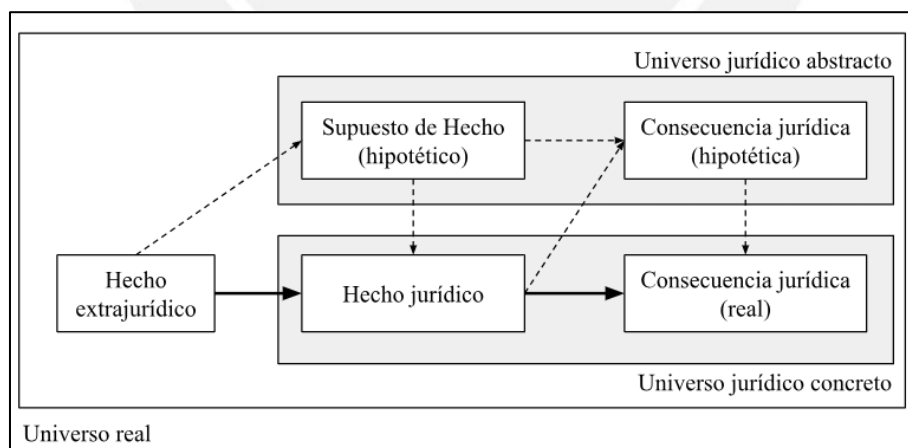 Universo jurídico abstracto
Supuesto de Hecho
(hipotético)
Consecuencia jurídica
(hipotética)
Hecho
extrajurídico
Hecho jurídico
Consecuencia jurídica
(real)
Universo jurídico concreto
Universo real